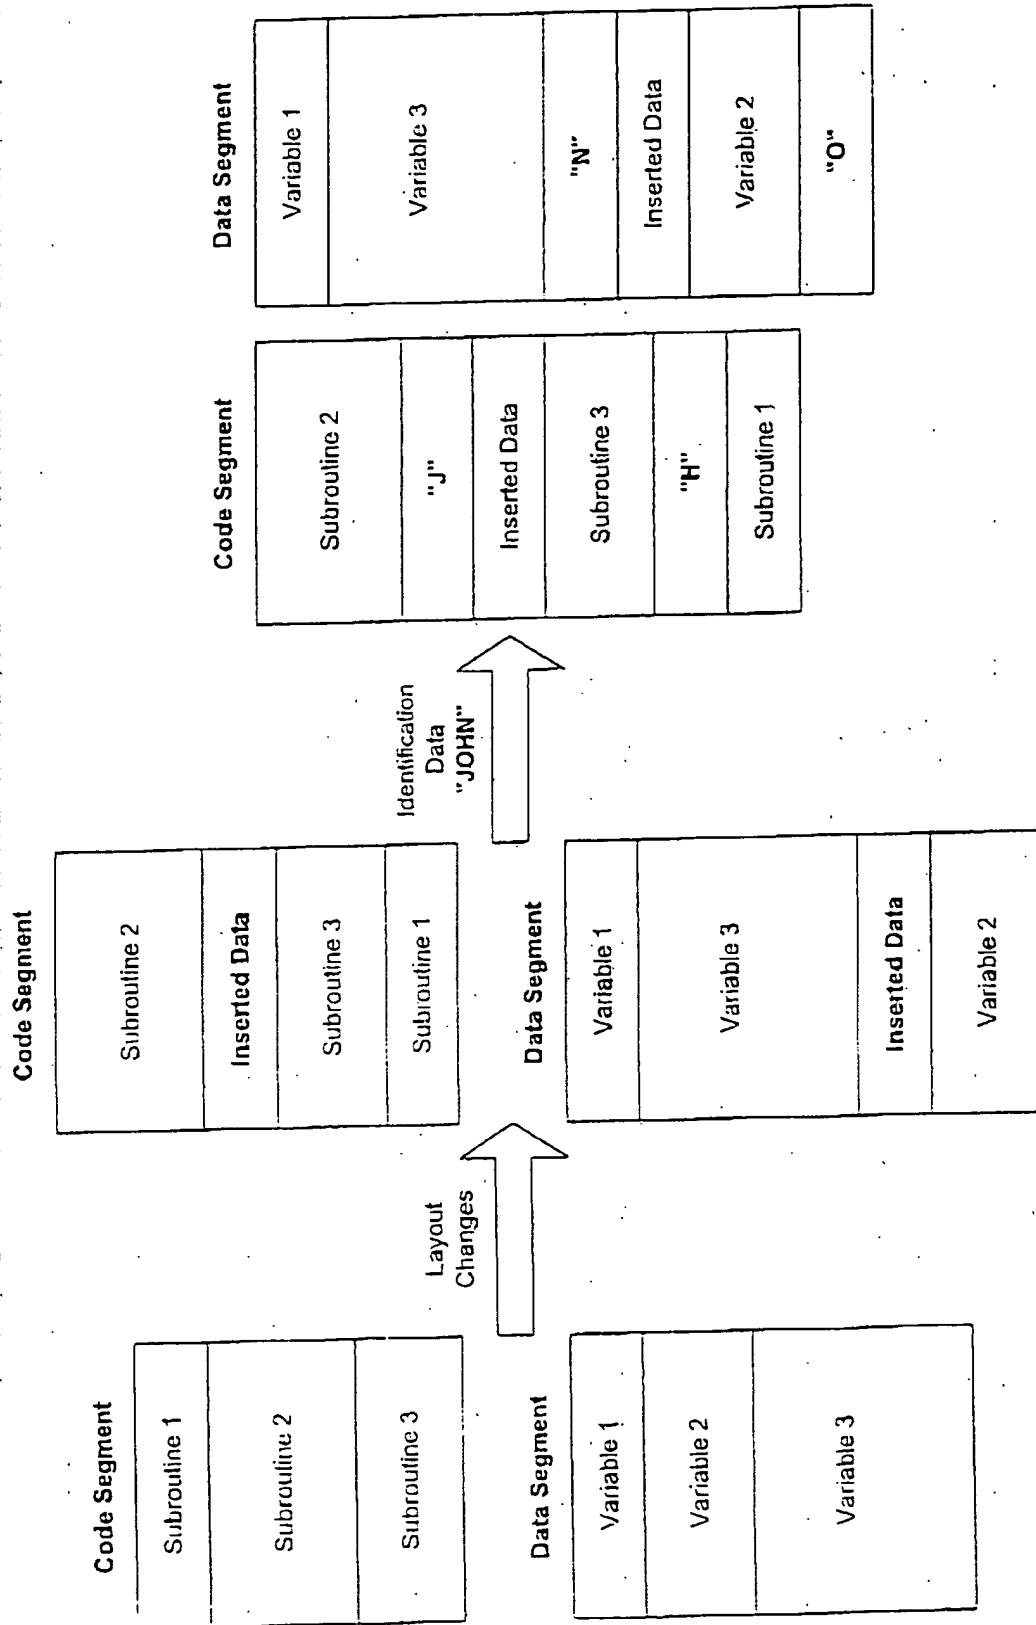 Code Segment
Subroutine 1
Subroutine 2
Subroutine 3
Data Segment
Variable 1
Variable 2
Variable 3
Layout
Changes
Code Segment
Subroutine 2
Inserted Data
Subroutine 3
Subroutine 1
Data Segment
Variable 1
Variable 3
Inserted Data
Variable 2
Identification
Data
"JOHN"
Code Segment
Subroutine 2
"J"
Inserted Data
Subroutine 3
"H"
Subroutine 1
Data Segment
Variable 1
Variable 3
"N"
Inserted Data
Variable 2
"O"